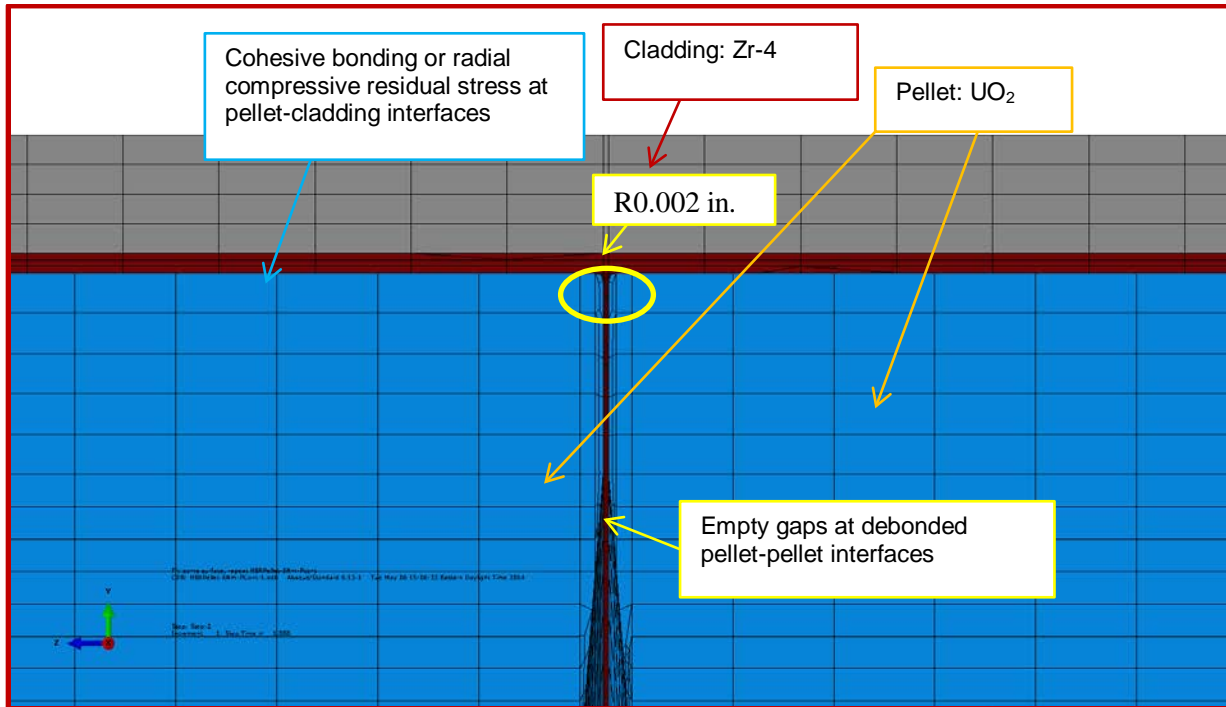 Cohesive bonding or radial
compressive residual stress at
pellet-cladding interfaces
Cladding: Zr-4
Pellet: UO₂
R0.002 in.
Empty gaps at debonded
pellet-pellet interfaces
Y
Z